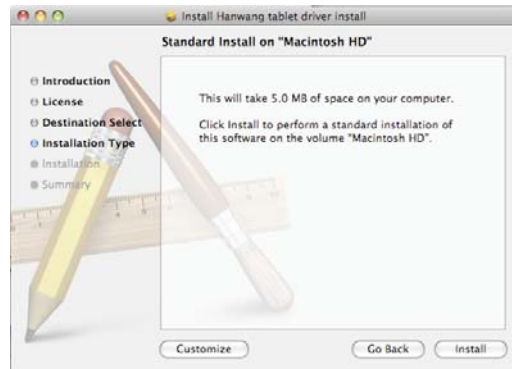 Install Hanwang tablet driver install
Standard Install on "Macintosh HD"
Introduction
License
Destination Select
Installation Type
Installation
Summary
This will take 5.0 MB of space on your computer.
Click Install to perform a standard installation of
this software on the volume "Macintosh HD".
Customize
Go Back
Install